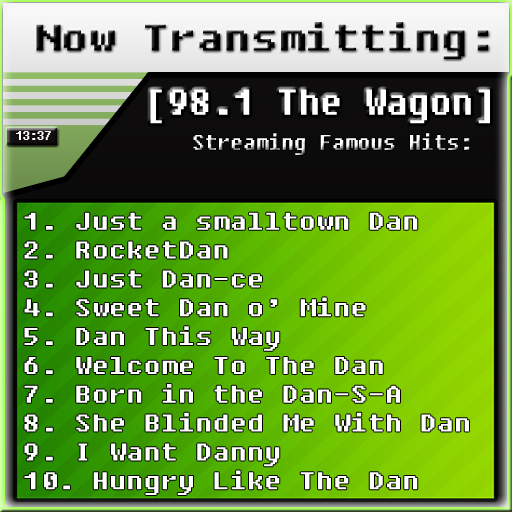 Now Transmitting:
[98.1 The Wagon]
Streaming Famous Hits:
13:37
1. Just a smalltown Dan
2. RocketDan
3. Just Dan-ce
4. Sweet Dan o' Mine
5. Dan This Way
6. Welcome To The Dan
7. Born in the Dan-S-A
8. She Blinded Me With Dan
9. I Want Danny
10. Hungry Like The Dan